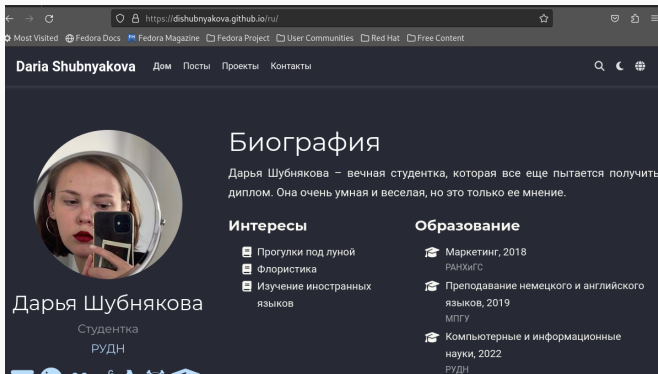 https://dishubnyakova.github.io/ru/
Most Visited Fedora Docs Fedora Magazine Fedora Project User Communities Red Hat Free Content
Daria Shubnyakova Дом Посты Проекты Контакты
Биография
Дарья Шубнякова – вечная студентка, которая все еще пытается получить
диплом. Она очень умная и веселая, но это только ее мнение.
Интересы
Прогулки под луной
Флористика
Изучение иностранных
языков
Образование
Маркетинг, 2018
РАНХиГС
Преподавание немецкого и английского
языков, 2019
МПГУ
Компьютерные и информационные
науки, 2022
РУДН
Дарья Шубнякова
Студентка
РУДН